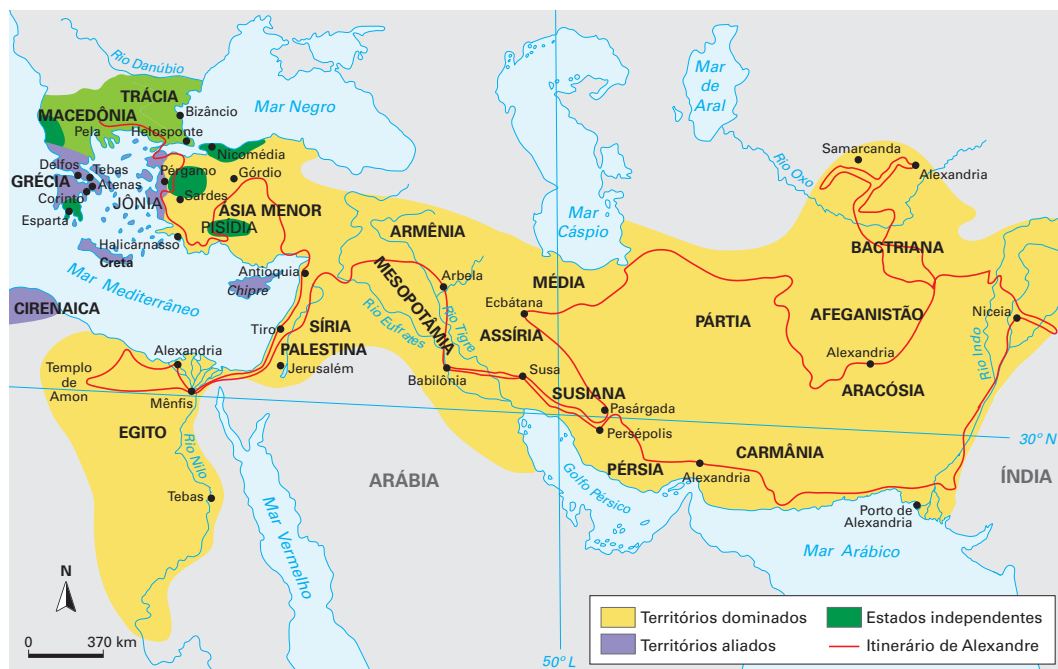 Rio Danúbio
TRÁCIA
MACEDÔNIA
Bizâncio
Pela
Helosponte
Mar Negro
Mar
de
Aral
Delfos
Tebas
Nicomédia
GRÉCIA
Atenas
Pérgamo
Górdio
Corinto
JÔNIA
Sardes
ÁSIA MENOR
Esparta
PISÍDIA
Halicarnasso
Creta
Samarcanda
Rio Oxo
Alexandria
ARMÊNIA
Mar
Cáspio
BACTRIANA
Mar Mediterrâneo
Antioquia
Chipre
MESOPOTÂMIA
Arbela
MÉDIA
Ecbátana
CIRENAICA
Tiro
SÍRIA
Rio Eufrates
Rio Tigre
ASSÍRIA
PÁRTIA
AFEGANISTÃO
Niceia
Rio Indo
PALESTINA
Jerusalém
Alexandria
Templo
de
Amon
Mênfis
Babilônia
Susa
SUSIANA
Alexandria
ARACÓSIA
Pasárgada
Persépolis
30º N
EGITO
Rio Nilo
ARÁBIA
PÉRSIA
CARMÂNIA
Alexandria
ÍNDIA
Golfo Pérsico
Tebas
Mar Vermelho
Porto de
Alexandria
Mar Arábico
N
0 370 km
50º L
Territórios dominados
Estados independentes
Territórios aliados
Itinerário de Alexandre